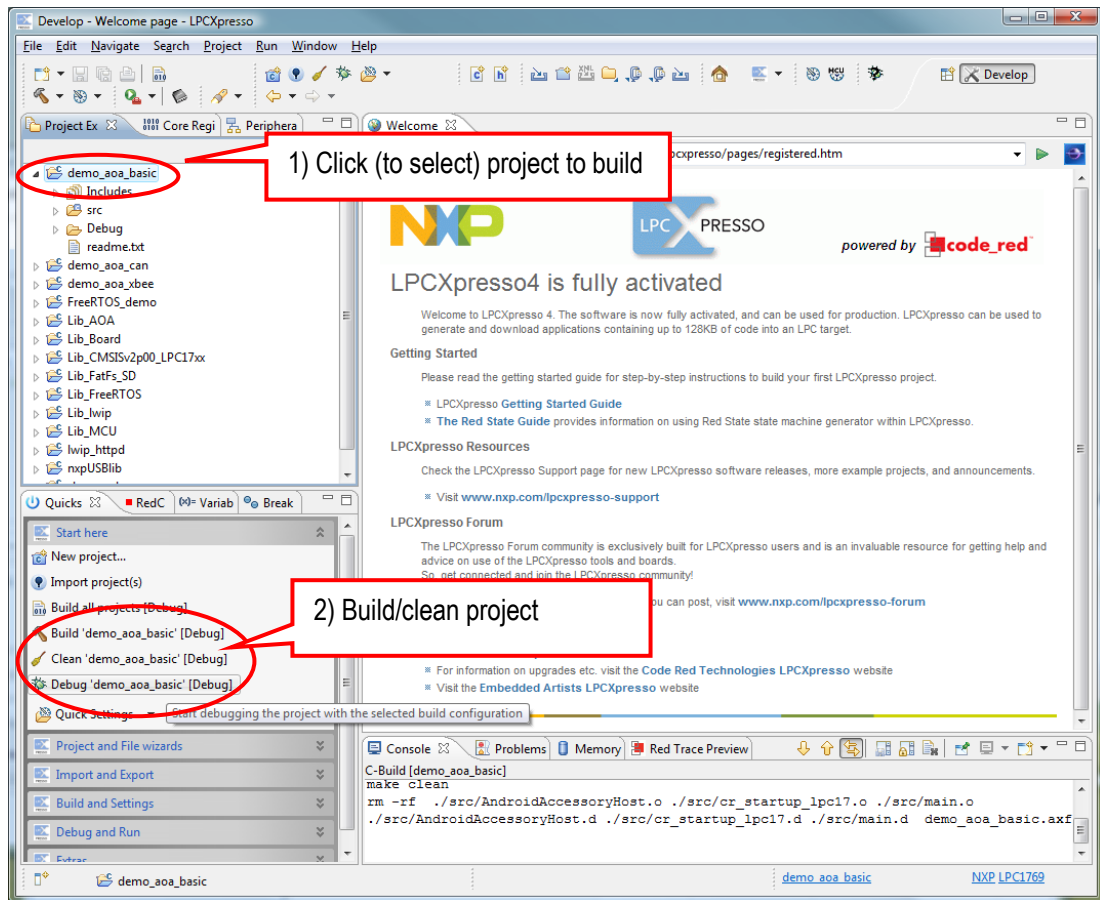 Develop - Welcome page - LPCXpresso
File Edit Navigate Search Project Run Window Help
Develop
Project Ex Core Regi Periphera
Welcome
1) Click (to select) project to build
pcxpresso/pages/registered.htm
demo_aoa_basic
Includes
src
Debug
readme.txt
demo_aoa_can
demo_aoa_xbee
FreeRTOS_demo
Lib_AOA
Lib_Board
Lib_CMSISv2p00_LPC17xx
Lib_FatFs_SD
Lib_FreeRTOS
Lib_lwip
Lib_MCU
lwip_httpd
nxpUSBlib
NXP
LPC XPRESSO
powered by code_red
LPCXpresso4 is fully activated
Welcome to LPCXpresso 4. The software is now fully activated, and can be used for production. LPCXpresso can be used to
generate and download applications containing up to 128KB of code into an LPC target.
Getting Started
Please read the getting started guide for step-by-step instructions to build your first LPCXpresso project.
LPCXpresso Getting Started Guide
The Red State Guide provides information on using Red State state machine generator within LPCXpresso.
LPCXpresso Resources
Check the LPCXpresso Support page for new LPCXpresso software releases, more example projects, and announcements.
Visit www.nxp.com/lpcxpresso-support
LPCXpresso Forum
The LPCXpresso Forum community is exclusively built for LPCXpresso users and is an invaluable resource for getting help and
advice on use of the LPCXpresso tools and boards.
So, get connected and join the LPCXpresso community!
ou can post, visit www.nxp.com/lpcxpresso-forum
For information on upgrades etc. visit the Code Red Technologies LPCXpresso website
Visit the Embedded Artists LPCXpresso website
Quicks RedC (x)= Variab Break
Start here
New project...
Import project(s)
Build all projects [Debug]
Build 'demo_aoa_basic' [Debug]
Clean 'demo_aoa_basic' [Debug]
Debug 'demo_aoa_basic' [Debug]
2) Build/clean project
Quick Settings
Start debugging the project with the selected build configuration
Project and File wizards
Import and Export
Build and Settings
Debug and Run
Extras
Console Problems Memory Red Trace Preview
C-Build [demo_aoa_basic]
make clean
rm -rf ./src/AndroidAccessoryHost.o ./src/cr_startup_lpc17.o ./src/main.o
./src/AndroidAccessoryHost.d ./src/cr_startup_lpc17.d ./src/main.d demo_aoa_basic.axf
demo_aoa_basic
demo_aoa_basic
NXP LPC1769